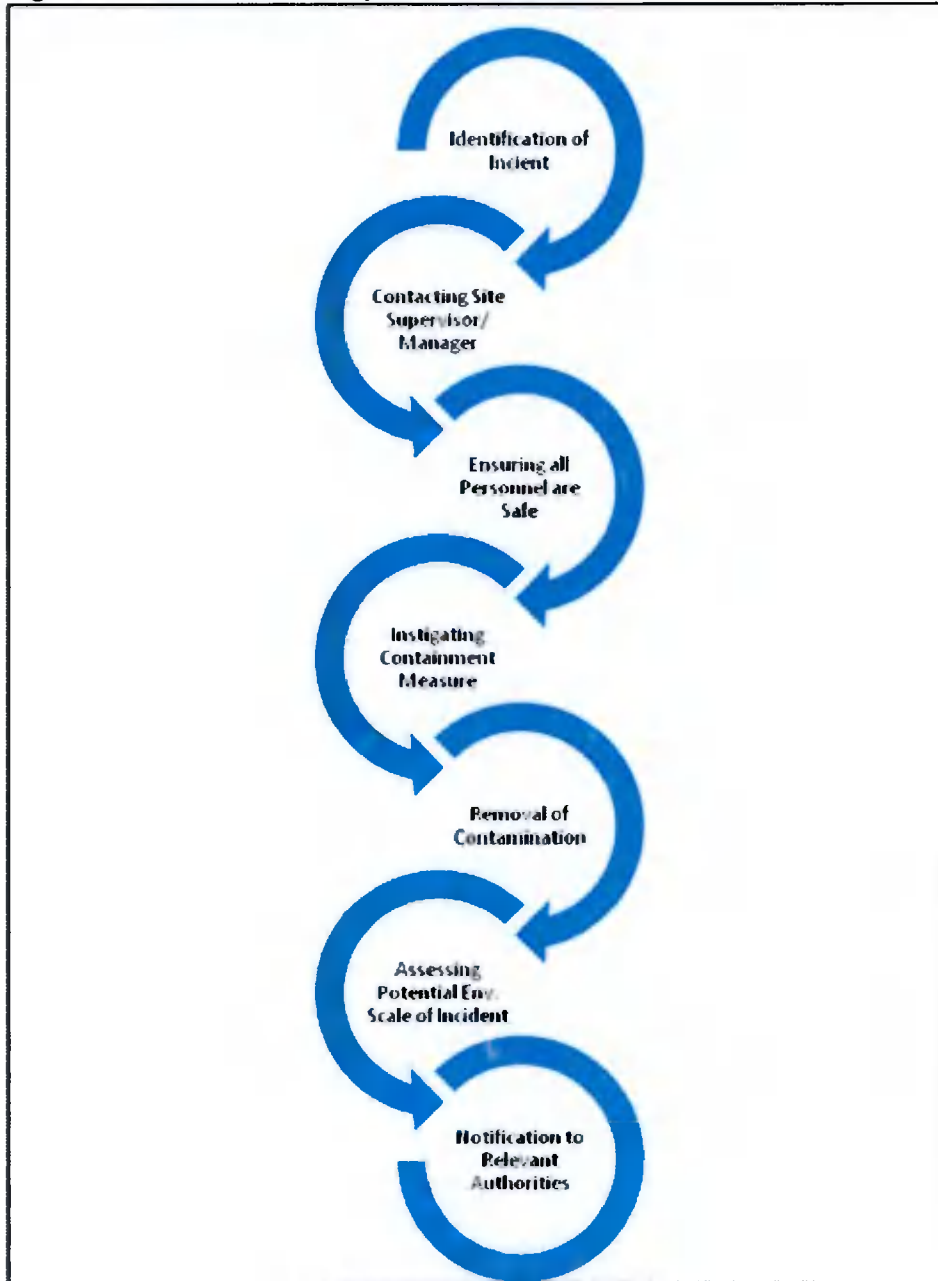 Identification of
Incient
Contacting Site
Supervisor/
Manager
Ensuring all
Personnel are
Safe
Instigating
Containment
Measure
Removal of
Contamination
Assessing
Potential Env.
Scale of Incident
Notification to
Relevant
Authorities